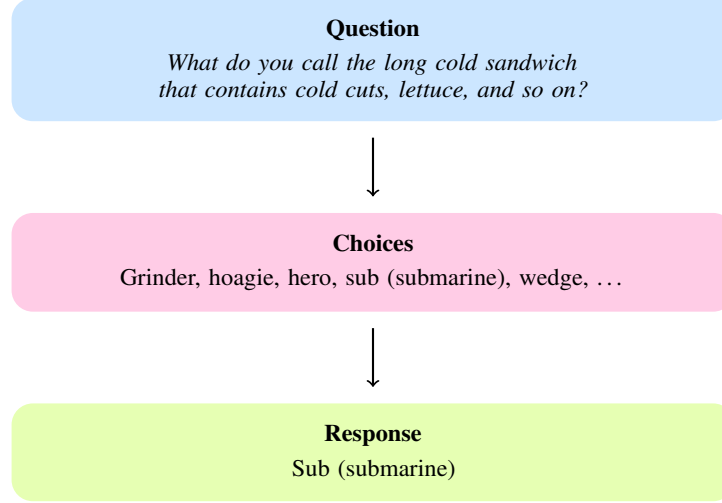 Question
What do you call the long cold sandwich
that contains cold cuts, lettuce, and so on?
Choices
Grinder, hoagie, hero, sub (submarine), wedge, …
Response
Sub (submarine)